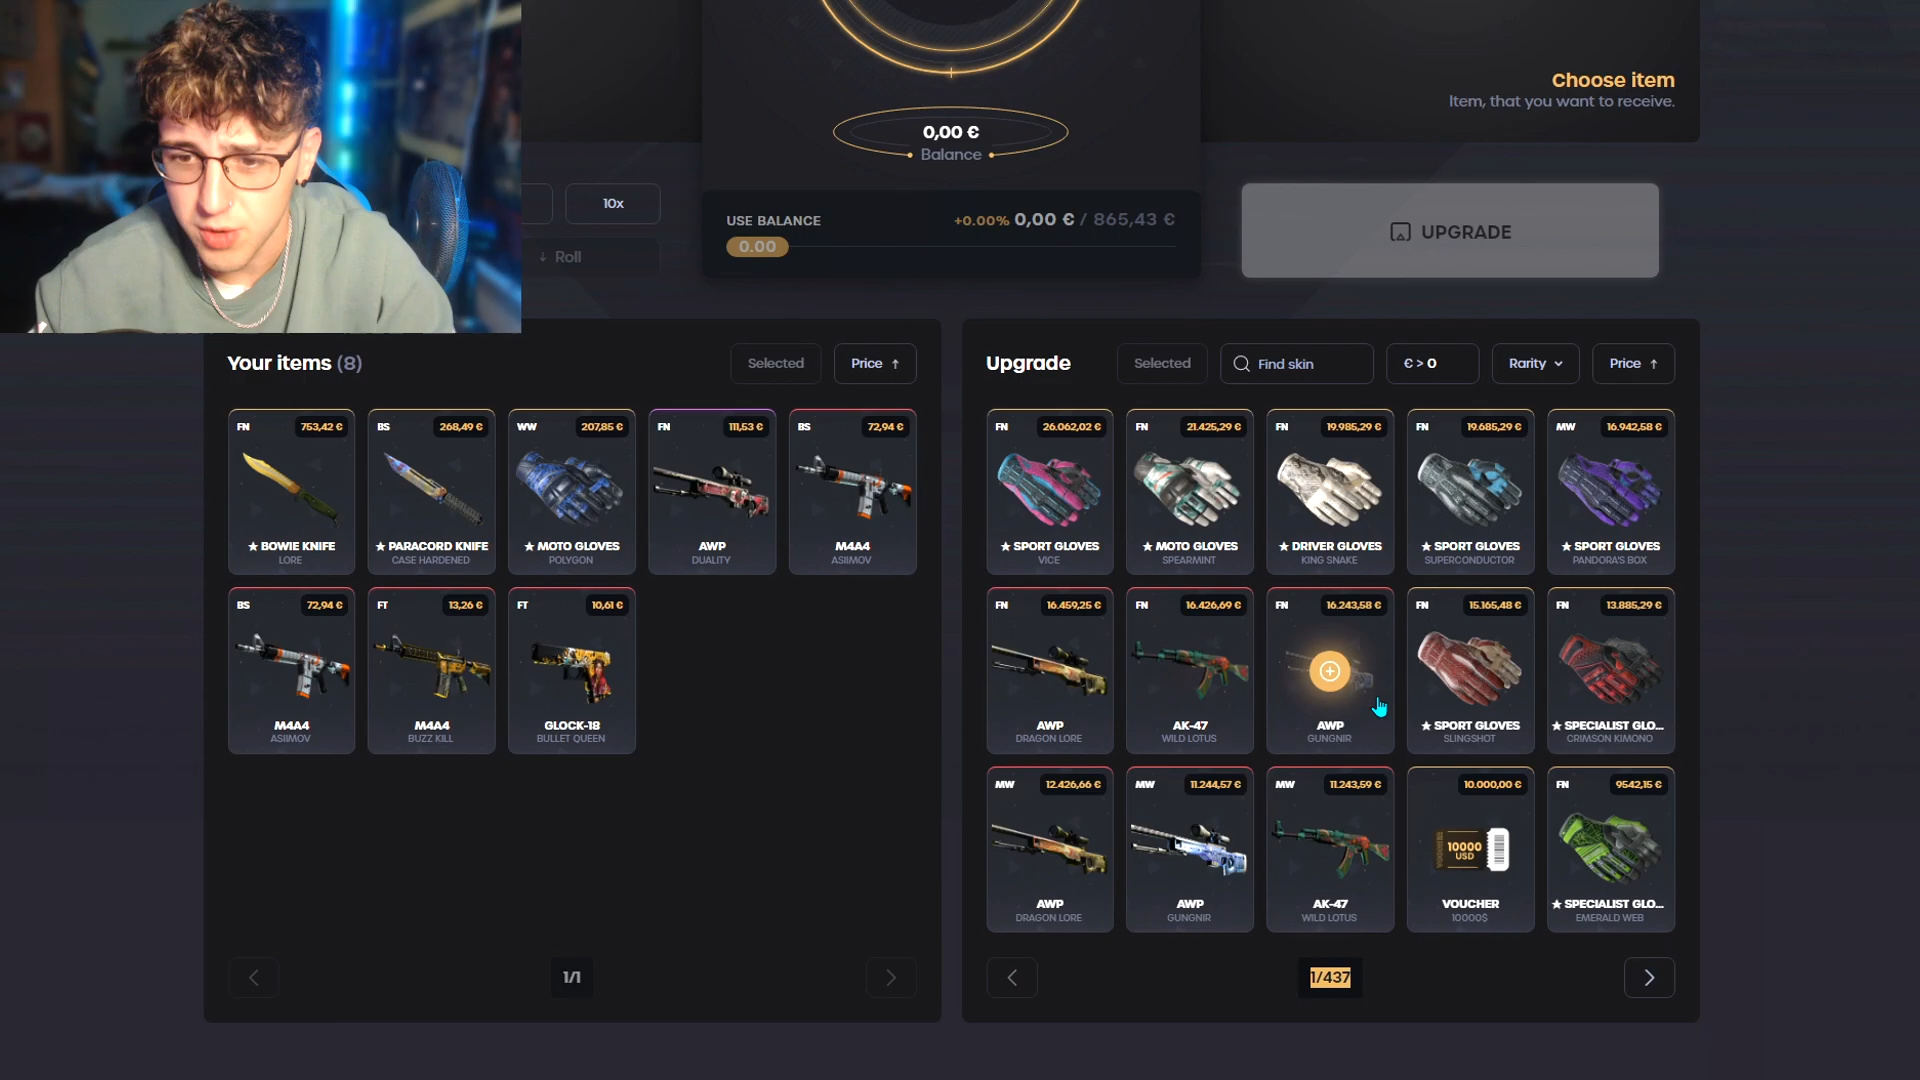 Choose item
Item, that you want to receive.
0,00 €
Balance
10x
Roll
USE BALANCE
+0.00% 0,00 € / 865,43 €
0.00
UPGRADE
Your items (8)
Selected
Price
FN 753,42 €
★ BOWIE KNIFE
LORE
BS 268,49 €
★ PARACORD KNIFE
CASE HARDENED
WW 207,85 €
★ MOTO GLOVES
POLYGON
FN 111,53 €
AWP
DUALITY
BS 72,94 €
M4A4
ASIIMOV
BS 72,94 €
M4A4
ASIIMOV
FT 13,26 €
M4A4
BUZZ KILL
FT 10,61 €
GLOCK-18
BULLET QUEEN
1/1
Upgrade
Selected
Find skin
€ > 0
Rarity
Price
FN 26.062,02 €
★ SPORT GLOVES
VICE
FN 21.425,29 €
★ MOTO GLOVES
SPEARMINT
FN 19.985,29 €
★ DRIVER GLOVES
KING SNAKE
FN 19.685,29 €
★ SPORT GLOVES
SUPERCONDUCTOR
MW 16.942,58 €
★ SPORT GLOVES
PANDORA'S BOX
FN 16.459,25 €
AWP
DRAGON LORE
FN 16.426,69 €
AK-47
WILD LOTUS
FN 16.243,58 €
AWP
GUNGNIR
FN 15.165,48 €
★ SPORT GLOVES
SLINGSHOT
FN 13.885,29 €
★ SPECIALIST GLO...
CRIMSON KIMONO
MW 12.426,66 €
AWP
DRAGON LORE
MW 11.244,57 €
AWP
GUNGNIR
MW 11.243,59 €
AK-47
WILD LOTUS
10.000,00 €
VOUCHER
10000
USD
VOUCHER
10000$
FN 9542,15 €
★ SPECIALIST GLO...
EMERALD WEB
1/437